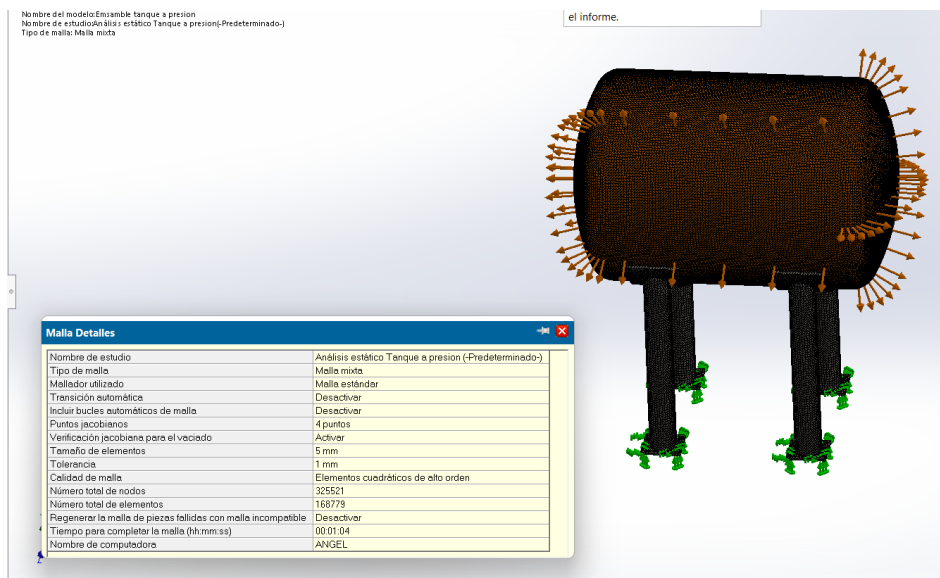 Nombre del modelo:Emsamble tanque a presion
Nombre de estudio:Análisis estático Tanque a presion(-Predeterminado-)
Tipo de malla: Malla mixta
el informe.
Malla Detalles
Nombre de estudio Análisis estático Tanque a presion (-Predeterminado-)
Tipo de malla Malla mixta
Mallador utilizado Malla estándar
Transición automática Desactivar
Incluir bucles automáticos de malla Desactivar
Puntos jacobianos 4 puntos
Verificación jacobiana para el vaciado Activar
Tamaño de elementos 5 mm
Tolerancia 1 mm
Calidad de malla Elementos cuadráticos de alto orden
Número total de nodos 325521
Número total de elementos 168779
Regenerar la malla de piezas fallidas con malla incompatible Desactivar
Tiempo para completar la malla (hh:mm:ss) 00:01:04
Nombre de computadora ANGEL